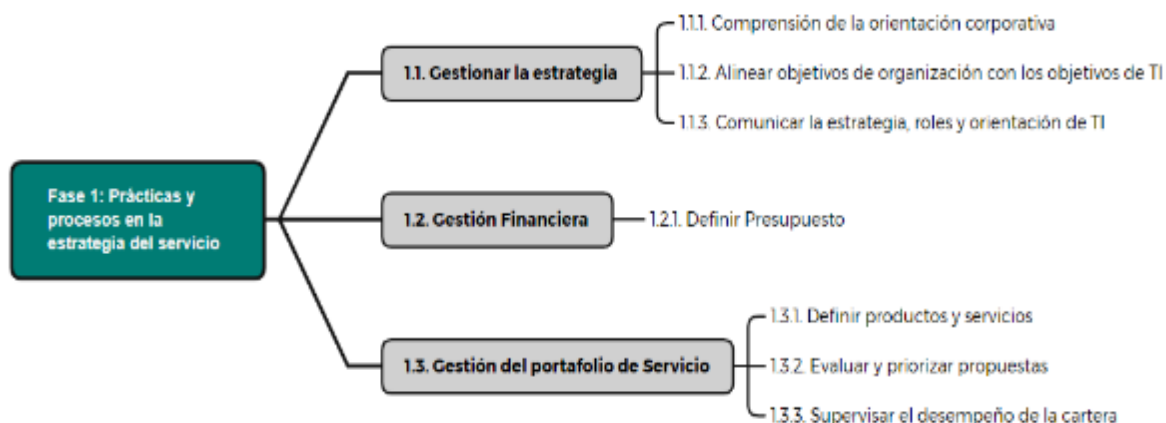 Fase 1: Prácticas y
procesos en la
estrategia del servicio
1.1. Gestionar la estrategia
1.1.1. Comprensión de la orientación corporativa
1.1.2. Alinear objetivos de organización con los objetivos de TI
1.1.3. Comunicar la estrategia, roles y orientación de TI
1.2. Gestión Financiera
1.2.1. Definir Presupuesto
1.3. Gestión del portafolio de Servicio
1.3.1. Definir productos y servicios
1.3.2. Evaluar y priorizar propuestas
1.3.3. Supervisar el desempeño de la cartera